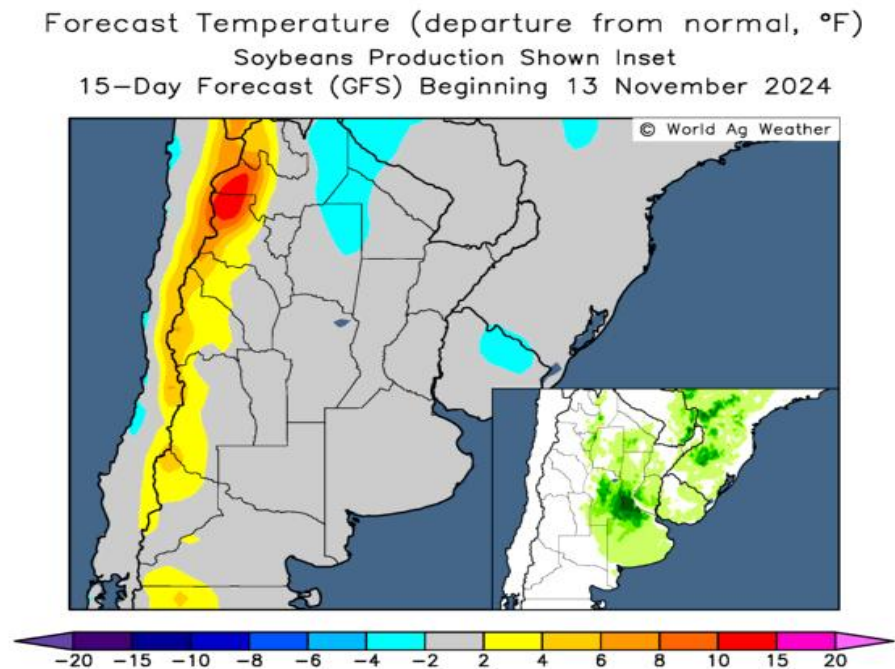 Forecast Temperature (departure from normal, °F)
Soybeans Production Shown Inset
15-Day Forecast (GFS) Beginning 13 November 2024
© World Ag Weather
-20 -15 -10 -8 -6 -4 -2 2 4 6 8 10 15 20